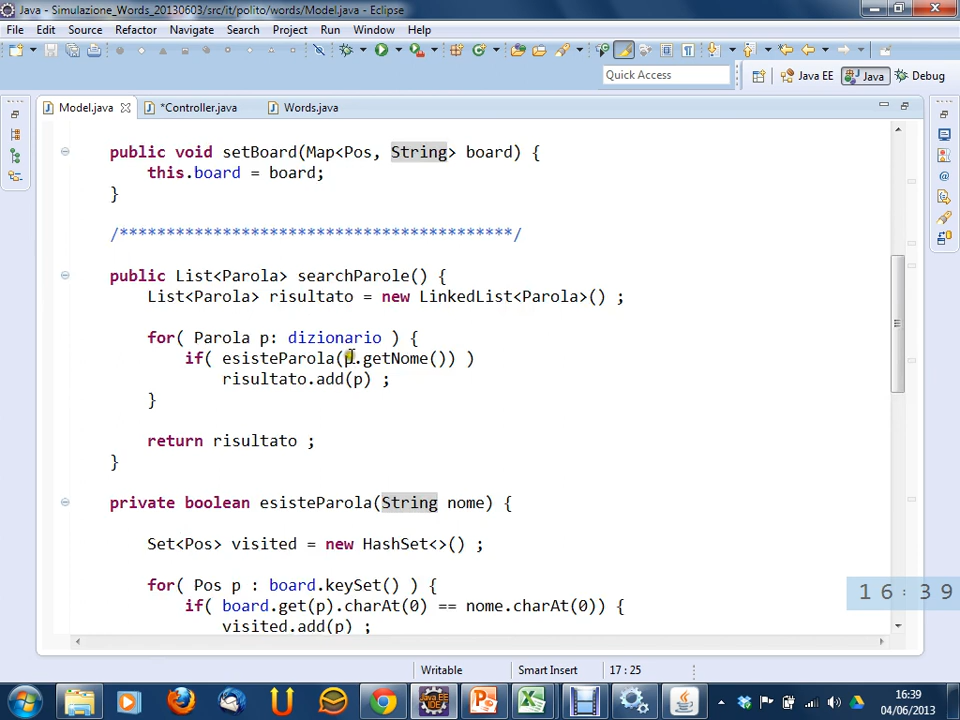 Java - Simulazione_Words_20130603/src/it/polito/words/Model.java - Eclipse
File Edit Source Refactor Navigate Search Project Run Window Help
Quick Access
Java EE Java Debug
Model.java *Controller.java Words.java
public void setBoard(Map<Pos, String> board) {
this.board = board;
}
/******************************************/
public List<Parola> searchParole() {
List<Parola> risultato = new LinkedList<Parola>() ;
for( Parola p: dizionario ) {
if( esisteParola(p.getNome()) )
risultato.add(p) ;
}
return risultato ;
}
private boolean esisteParola(String nome) {
Set<Pos> visited = new HashSet<>() ;
for( Pos p : board.keySet() ) {
if( board.get(p).charAt(0) == nome.charAt(0)) {
visited.add(p) ;
16:39
Writable Smart Insert 17 : 25
16:39
04/06/2013